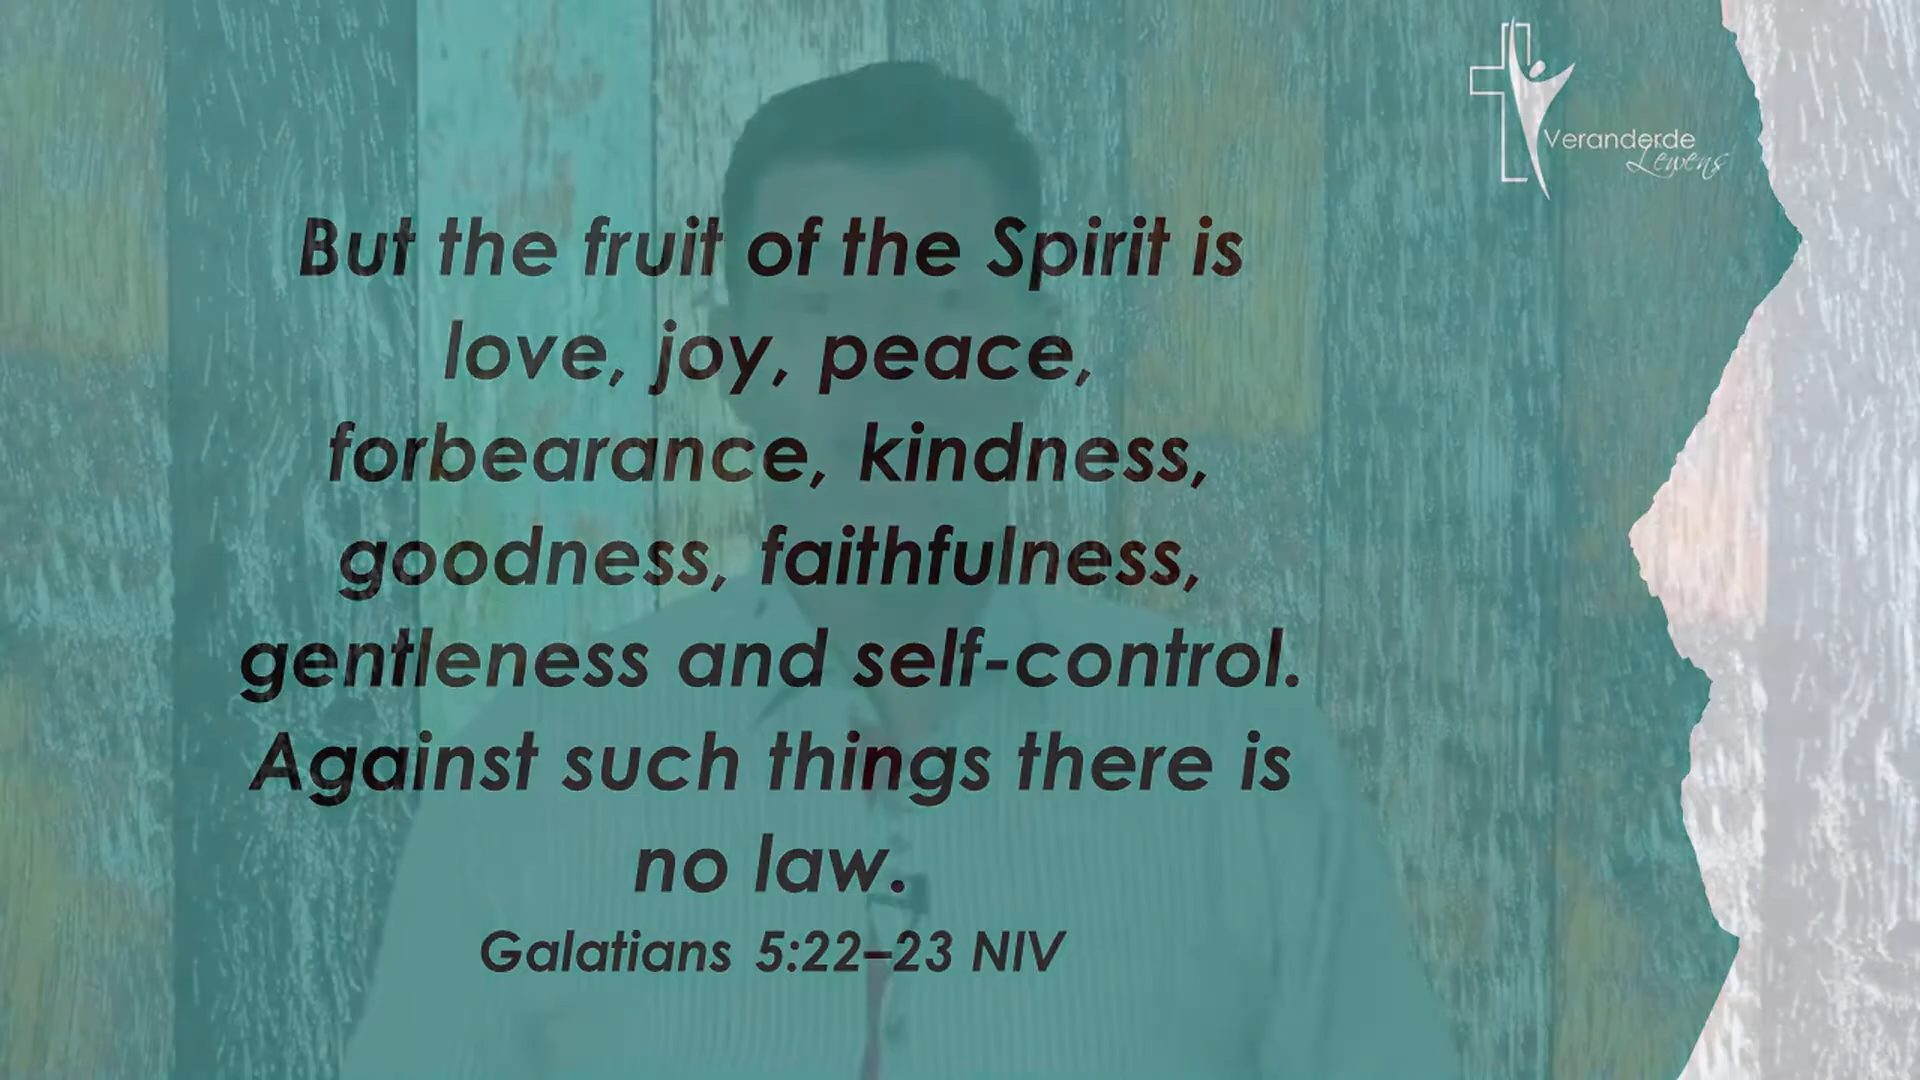 Veranderde
Lewens
But the fruit of the Spirit is
love, joy, peace,
forbearance, kindness,
goodness, faithfulness,
gentleness and self-control.
Against such things there is
no law.
Galatians 5:22–23 NIV